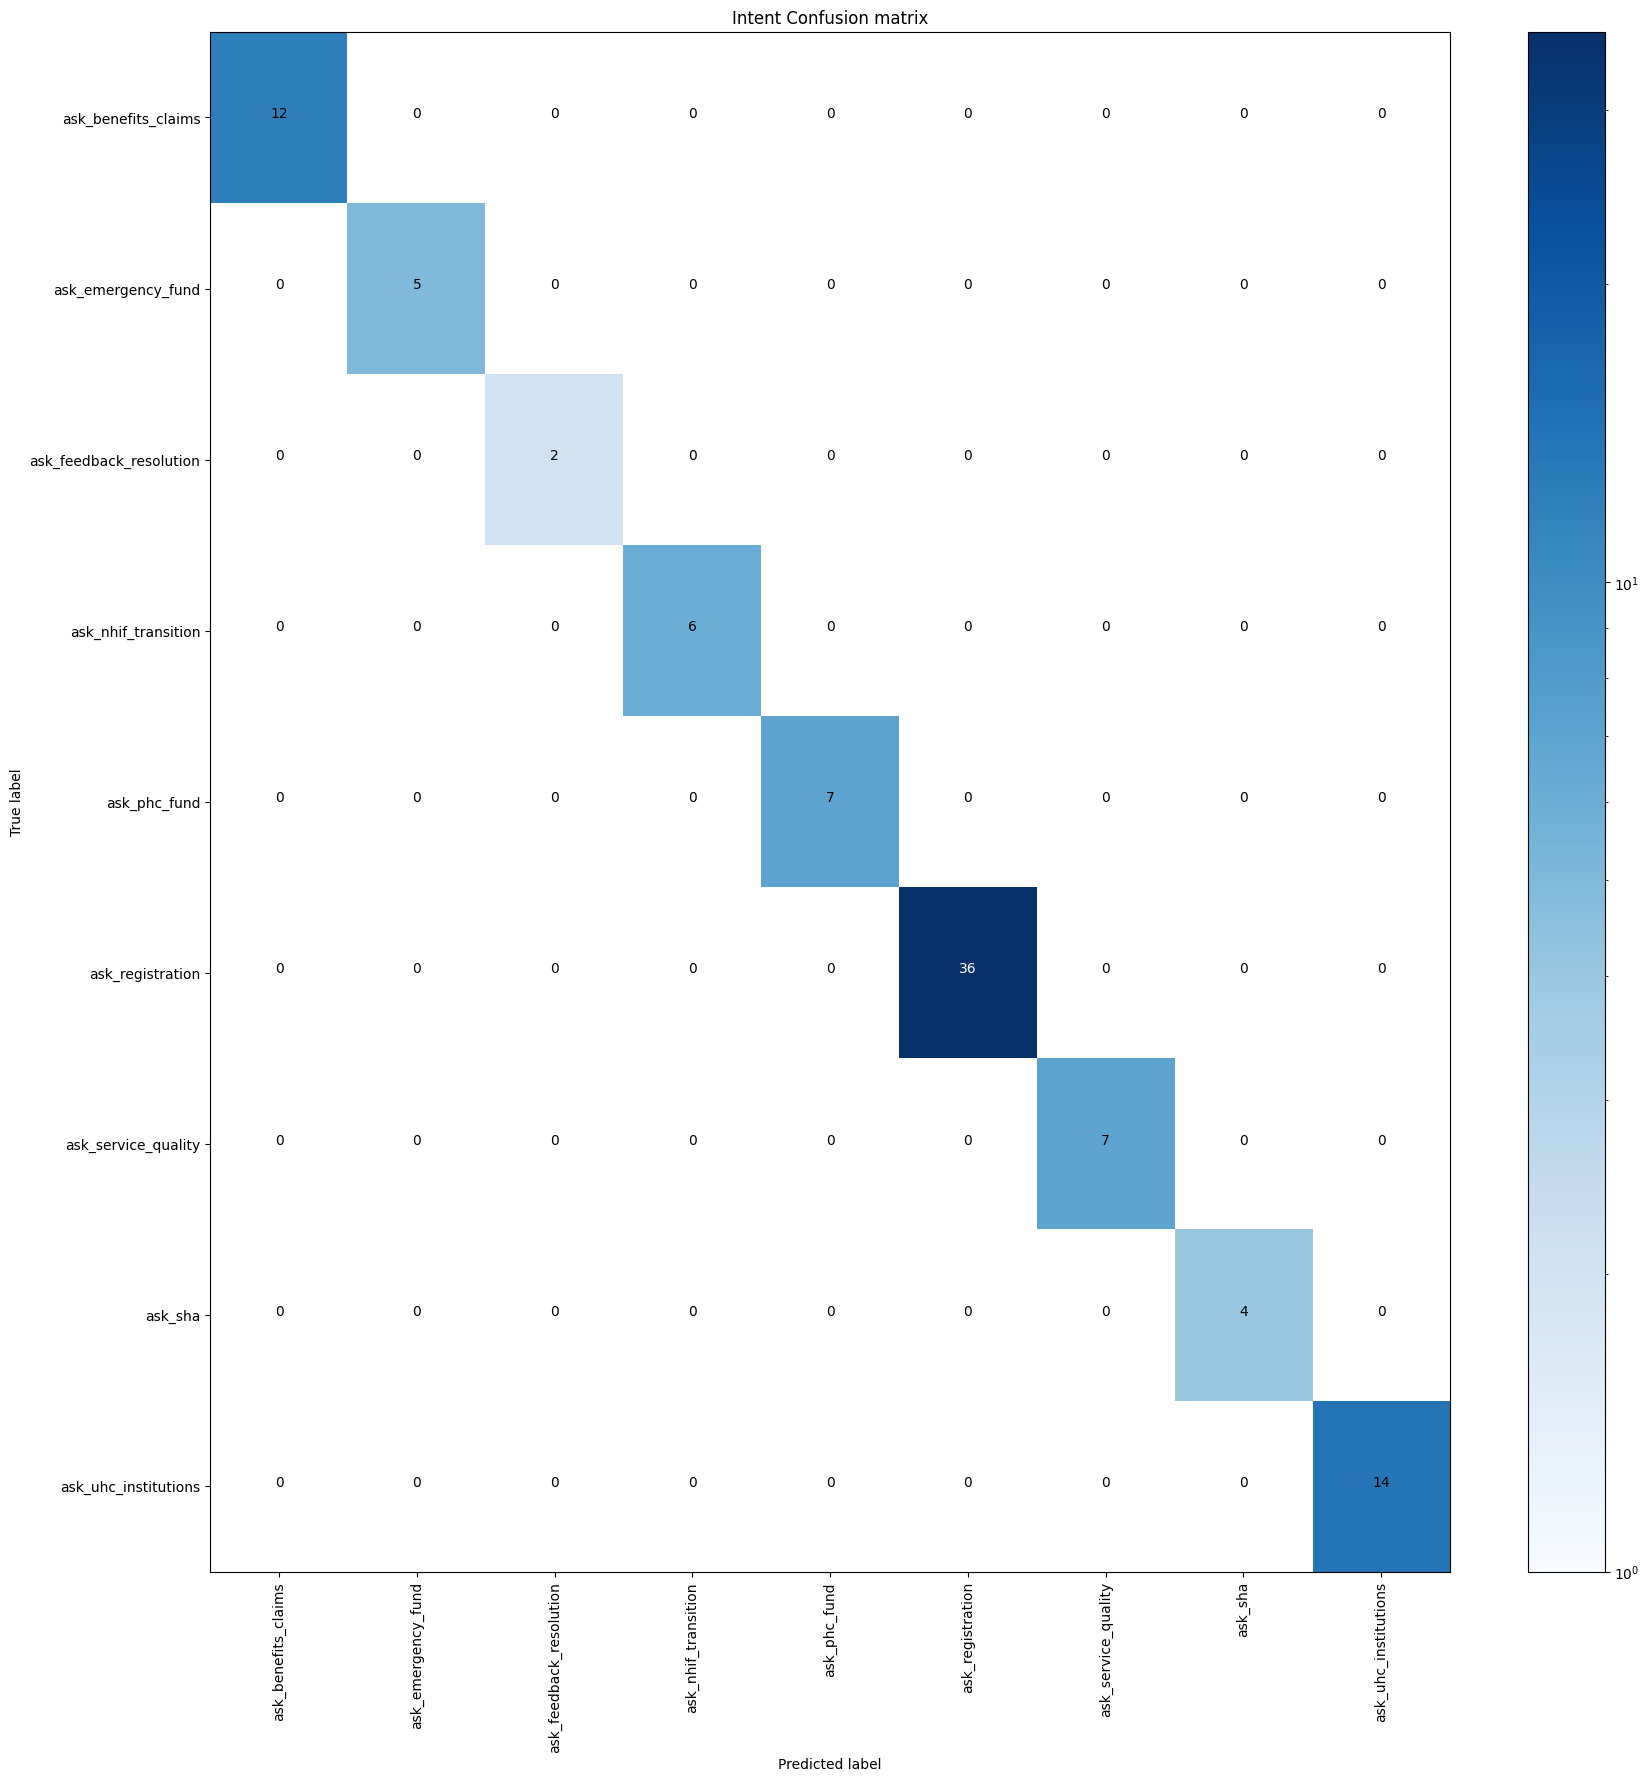 Intent Confusion matrix
ask_benefits_claims 12 0 0 0 0 0 0 0 0
ask_emergency_fund 0 5 0 0 0 0 0 0 0
ask_feedback_resolution 0 0 2 0 0 0 0 0 0
ask_nhif_transition 0 0 0 6 0 0 0 0 0
ask_phc_fund 0 0 0 0 7 0 0 0 0
ask_registration 0 0 0 0 0 36 0 0 0
ask_service_quality 0 0 0 0 0 0 7 0 0
ask_sha 0 0 0 0 0 0 0 4 0
ask_uhc_institutions 0 0 0 0 0 0 0 0 14
True label
ask_benefits_claims
ask_emergency_fund
ask_feedback_resolution
ask_nhif_transition
ask_phc_fund
ask_registration
ask_service_quality
ask_sha
ask_uhc_institutions
Predicted label
10¹
10⁰